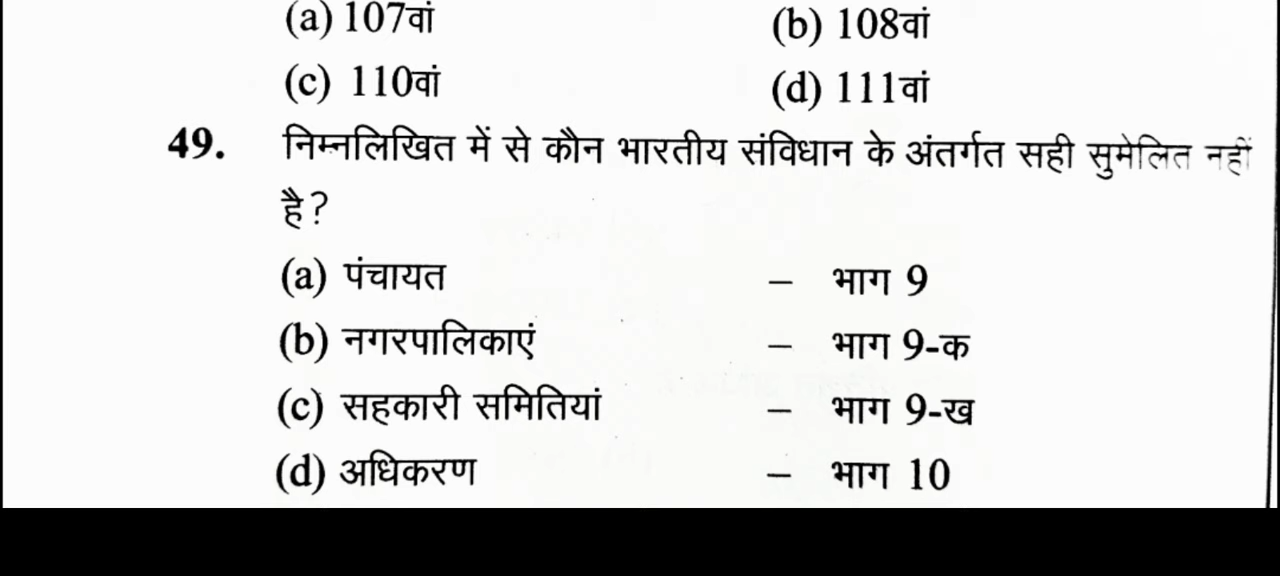 (a) 107वां (b) 108वां
(c) 110वां (d) 111वां
49. निम्नलिखित में से कौन भारतीय संविधान के अंतर्गत सही सुमेलित नहीं
है?
(a) पंचायत – भाग 9
(b) नगरपालिकाएं – भाग 9-क
(c) सहकारी समितियां – भाग 9-ख
(d) अधिकरण – भाग 10